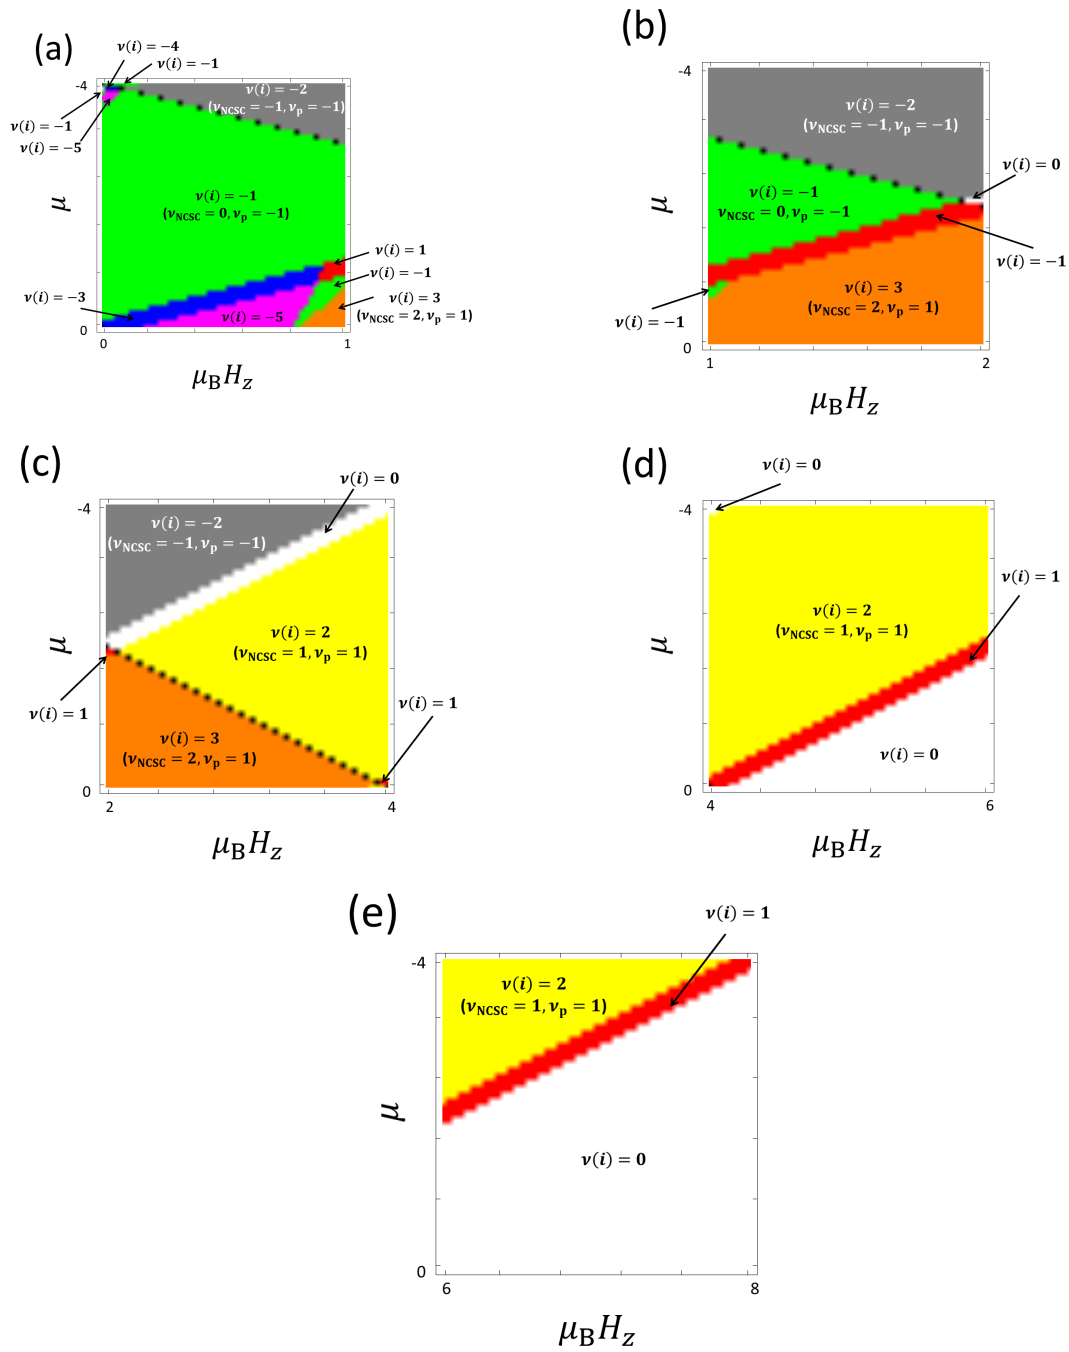 (a)
ν(i) = −4
ν(i) = −1
-4
ν(i) = −2
(νNCSC = −1, νp = −1)
ν(i) = −1
ν(i) = −5
μ
ν(i) = −1
(νNCSC = 0, νp = −1)
ν(i) = 1
ν(i) = −1
ν(i) = −3
ν(i) = 3
(νNCSC = 2, νp = 1)
ν(i) = −5
0
0
1
μBHz
(b)
-4
ν(i) = −2
(νNCSC = −1, νp = −1)
ν(i) = 0
ν(i) = −1
νNCSC = 0, νp = −1
μ
ν(i) = −1
ν(i) = 3
(νNCSC = 2, νp = 1)
ν(i) = −1
0
1
2
μBHz
(c)
ν(i) = 0
-4
ν(i) = −2
(νNCSC = −1, νp = −1)
ν(i) = 2
(νNCSC = 1, νp = 1)
μ
ν(i) = 1
ν(i) = 1
ν(i) = 3
(νNCSC = 2, νp = 1)
0
2
4
μBHz
(d)
ν(i) = 0
-4
ν(i) = 1
ν(i) = 2
(νNCSC = 1, νp = 1)
μ
ν(i) = 0
0
4
6
μBHz
(e)
ν(i) = 1
-4
ν(i) = 2
(νNCSC = 1, νp = 1)
μ
ν(i) = 0
0
6
8
μBHz